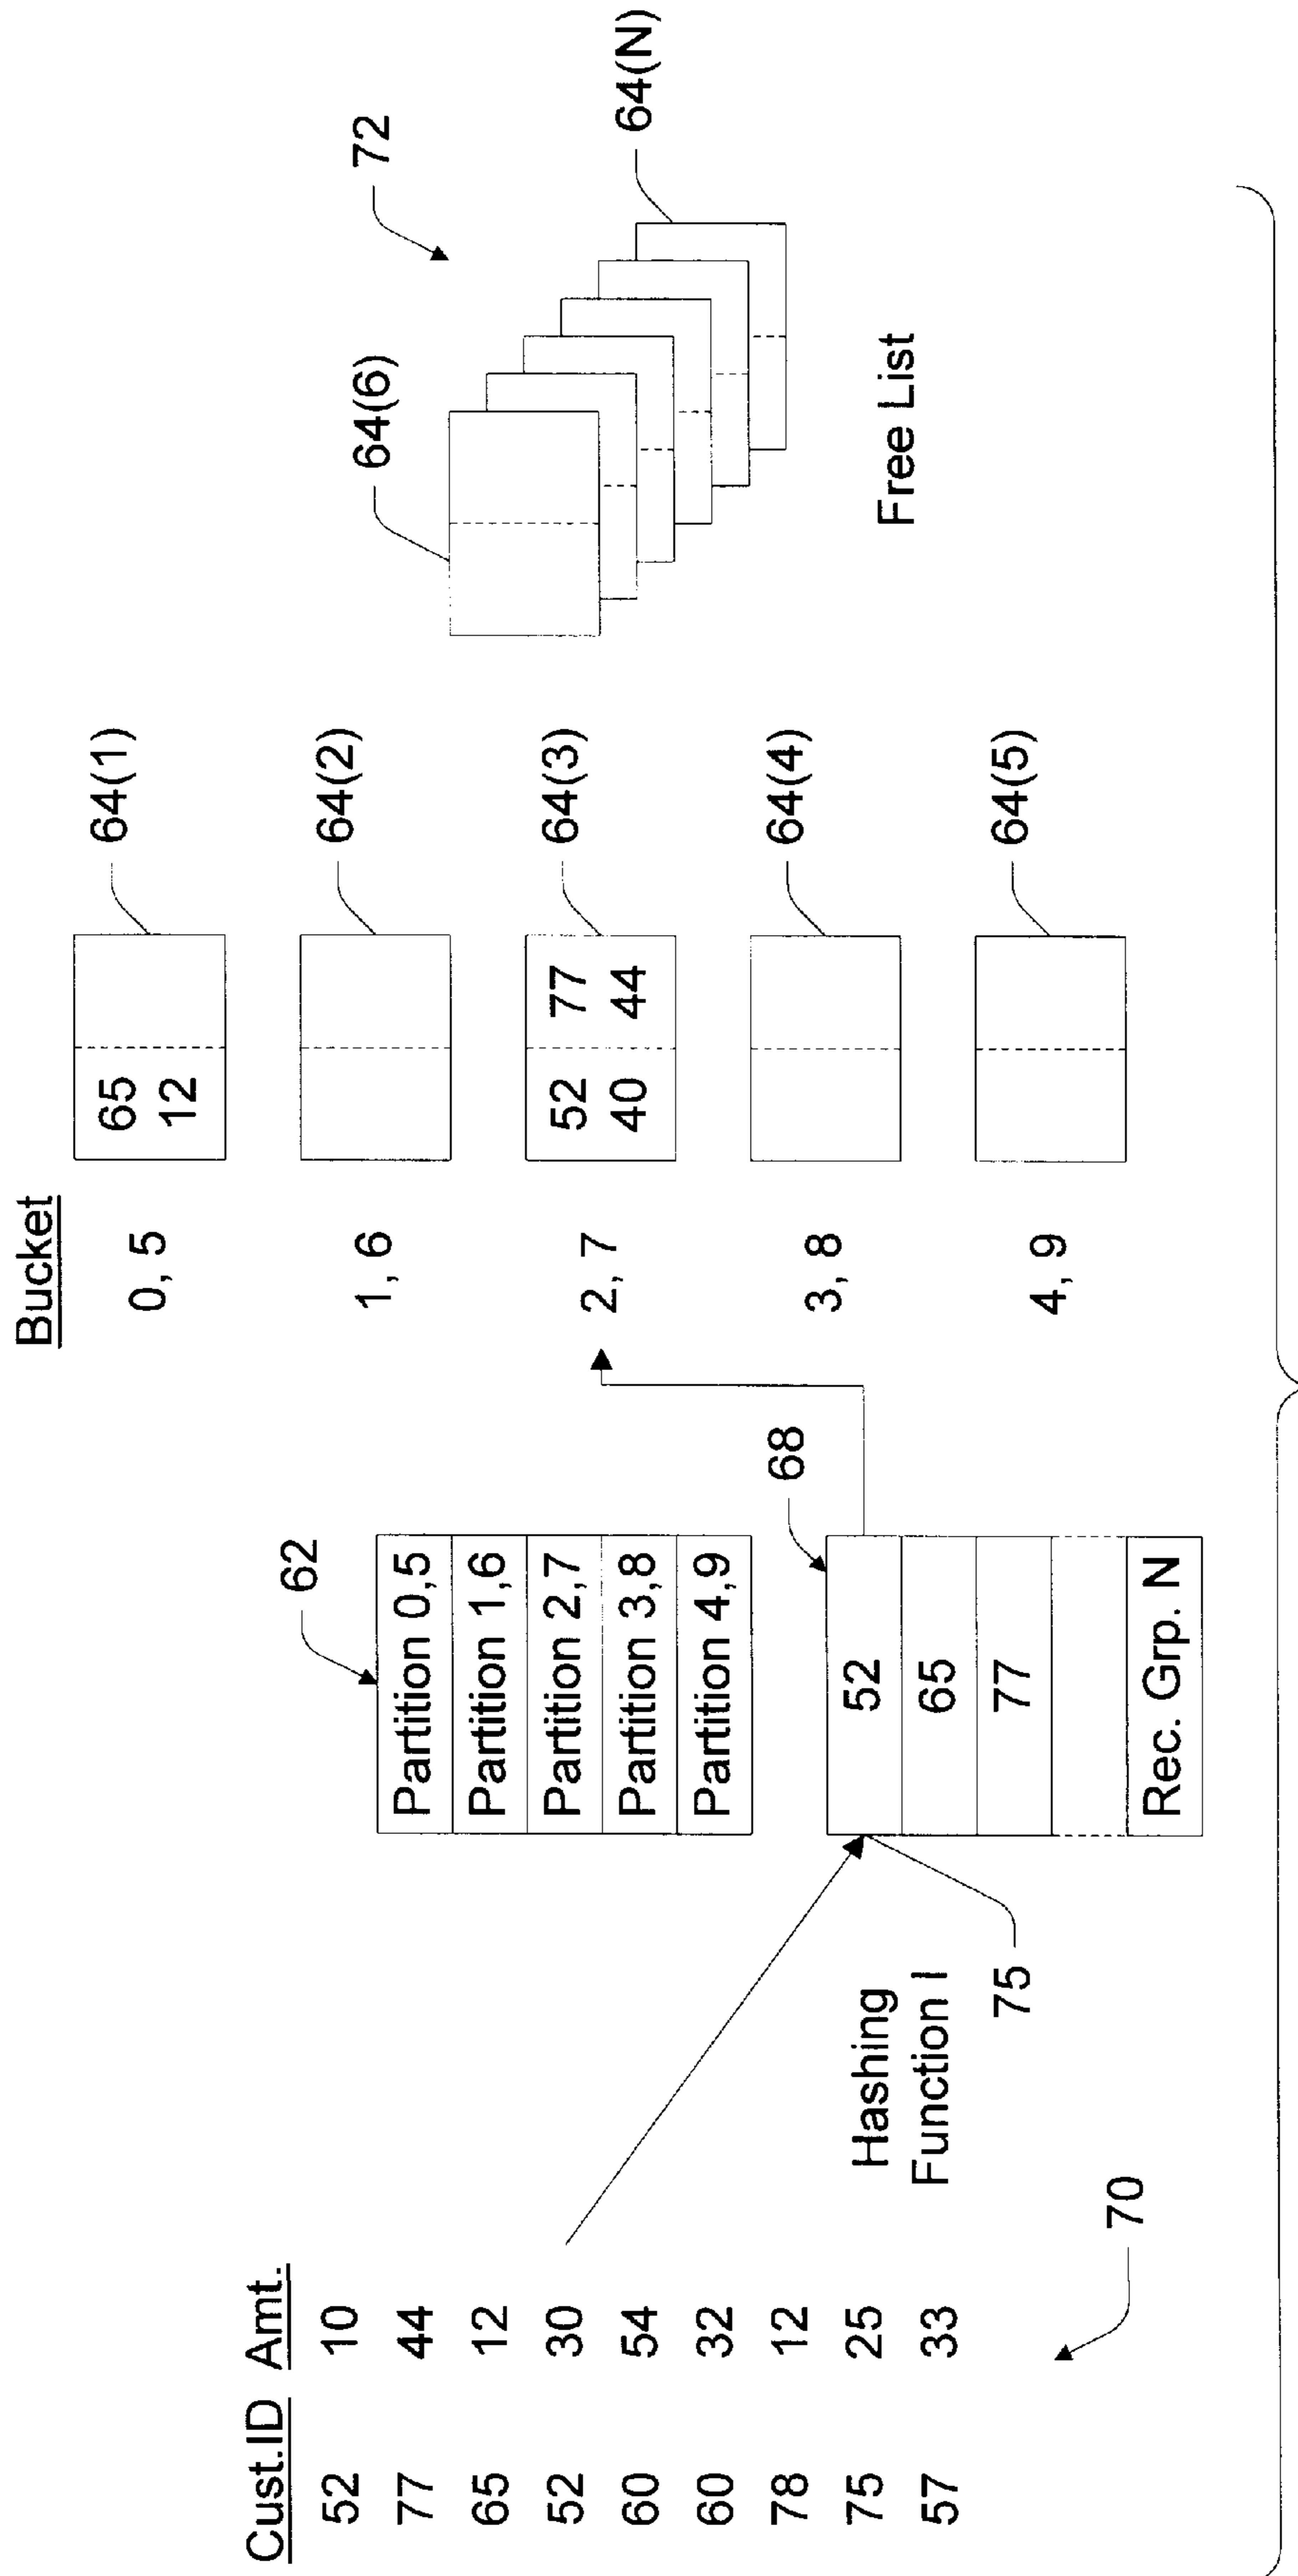 Cust.ID Amt.
52 10
77 44
65 12
52 30
60 54
60 32
78 12
75 25
57 33
70
Hashing
Function I
75
62
Partition 0,5
Partition 1,6
Partition 2,7
Partition 3,8
Partition 4,9
68
52
65
77
Rec. Grp. N
Bucket
0, 5
1, 6
2, 7
3, 8
4, 9
65
12
64(1)
64(2)
52 77
40 44
64(3)
64(4)
64(5)
64(6)
72
64(N)
Free List